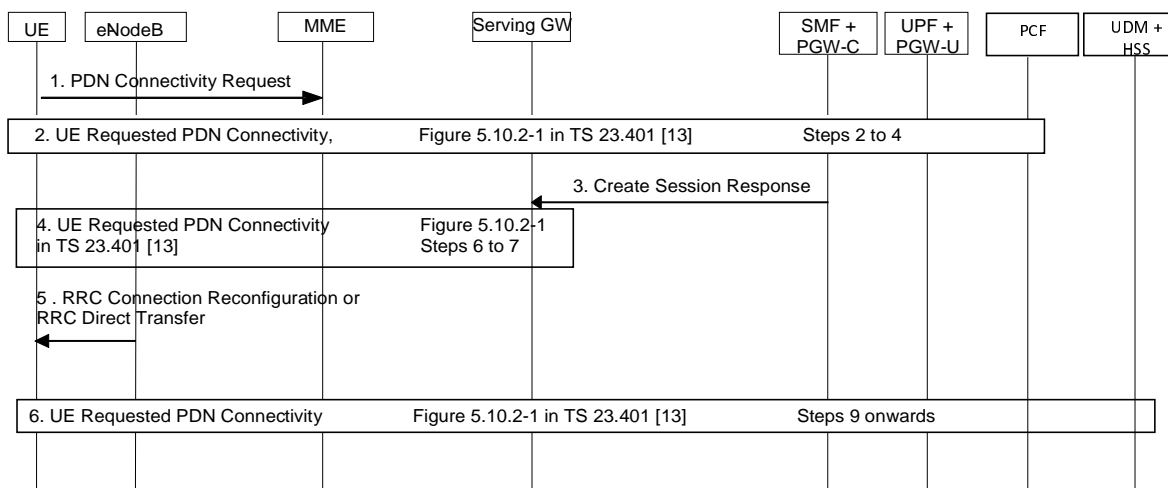 UE
eNodeB
MME
Serving GW
SMF +
PGW-C
UPF +
PGW-U
PCF
UDM +
HSS
1. PDN Connectivity Request
2. UE Requested PDN Connectivity, Figure 5.10.2-1 in TS 23.401 [13] Steps 2 to 4
3. Create Session Response
4. UE Requested PDN Connectivity Figure 5.10.2-1
in TS 23.401 [13] Steps 6 to 7
5 . RRC Connection Reconfiguration or
RRC Direct Transfer
6. UE Requested PDN Connectivity Figure 5.10.2-1 in TS 23.401 [13] Steps 9 onwards